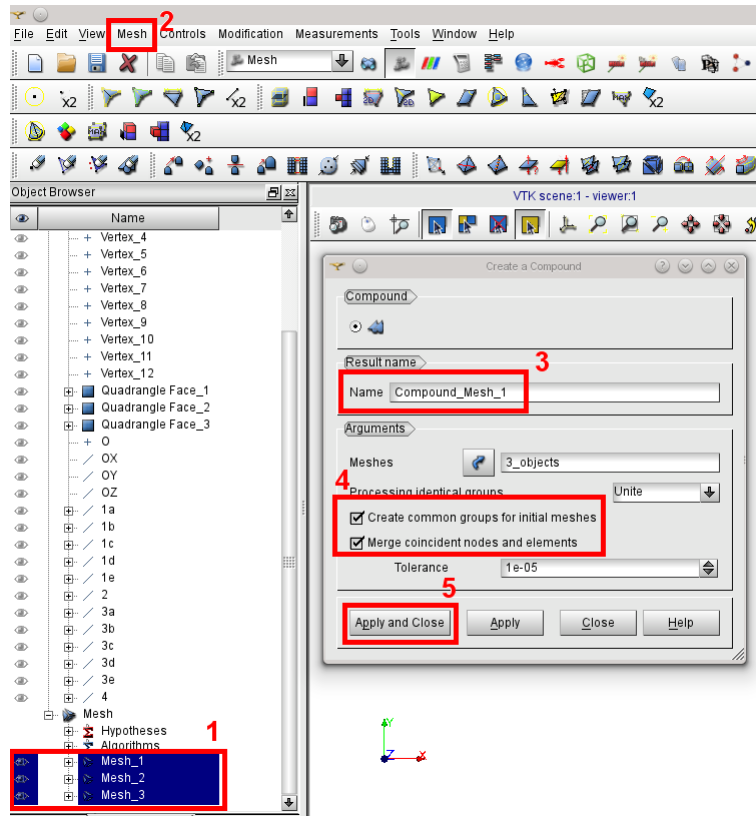 2
File Edit View Mesh Controls Modification Measurements Tools Window Help
Mesh
x2 x2 x2
x2
Object Browser
VTK scene:1 - viewer:1
Name
Vertex_4
Vertex_5
Vertex_6
Vertex_7
Vertex_8
Vertex_9
Vertex_10
Vertex_11
Vertex_12
Quadrangle Face_1
Quadrangle Face_2
Quadrangle Face_3
O
OX
OY
OZ
1a
1b
1c
1d
1e
2
3a
3b
3c
3d
3e
4
Mesh
Hypotheses
Algorithms
1
Mesh_1
Mesh_2
Mesh_3
Create a Compound
Compound
Result name
3
Name Compound_Mesh_1
Arguments
Meshes 3_objects
4
Processing identical groups Unite
Create common groups for initial meshes
Merge coincident nodes and elements
Tolerance 1e-05
5
Apply and Close Apply Close Help
Y
Z X